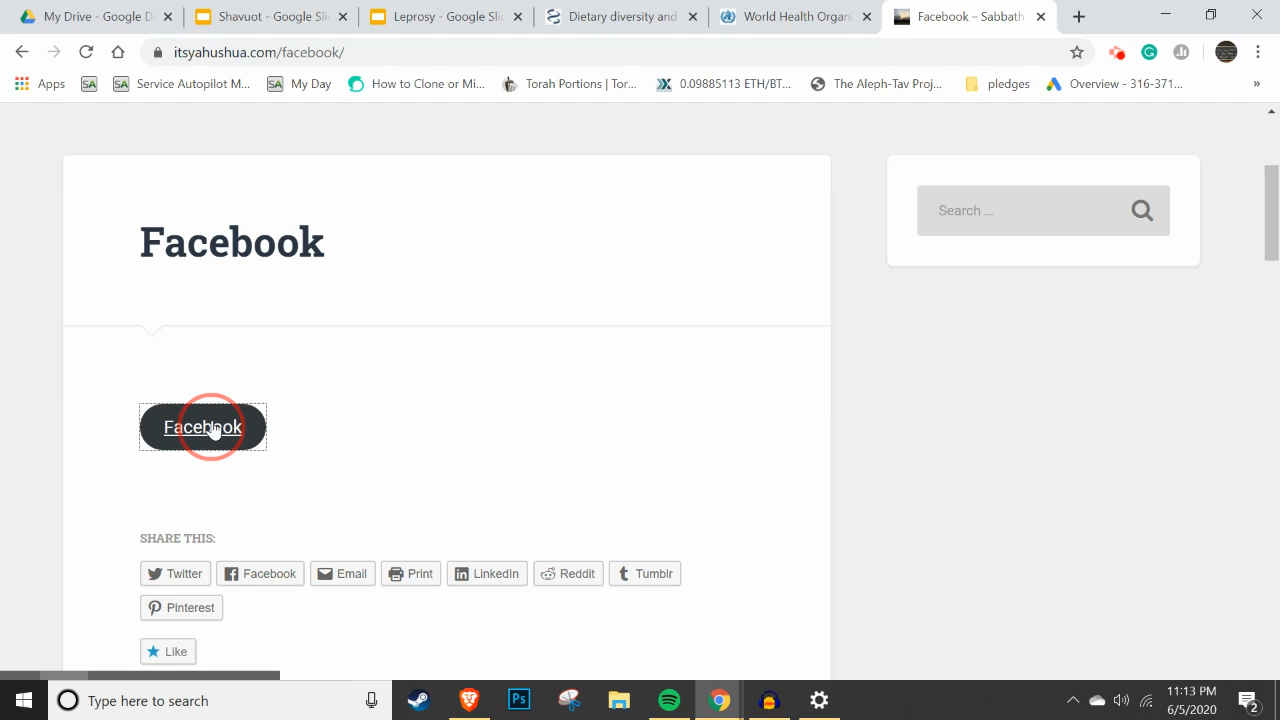 My Drive - Google D
Shavuot - Google Sli
Leprosy - Google Sli
Dietary diversity and
World Health Organi
Facebook – Sabbath
itsyahushua.com/facebook/
Apps
Service Autopilot M...
My Day
How to Clone or Mi...
Torah Portions | Tor...
0.09885113 ETH/BT...
The Aleph-Tav Proj...
pledges
Overview - 316-371...
»
Facebook
Search ...
Facebook
SHARE THIS:
Twitter
Facebook
Email
Print
LinkedIn
Reddit
Tumblr
Pinterest
Like
Type here to search
11:13 PM
6/5/2020
2